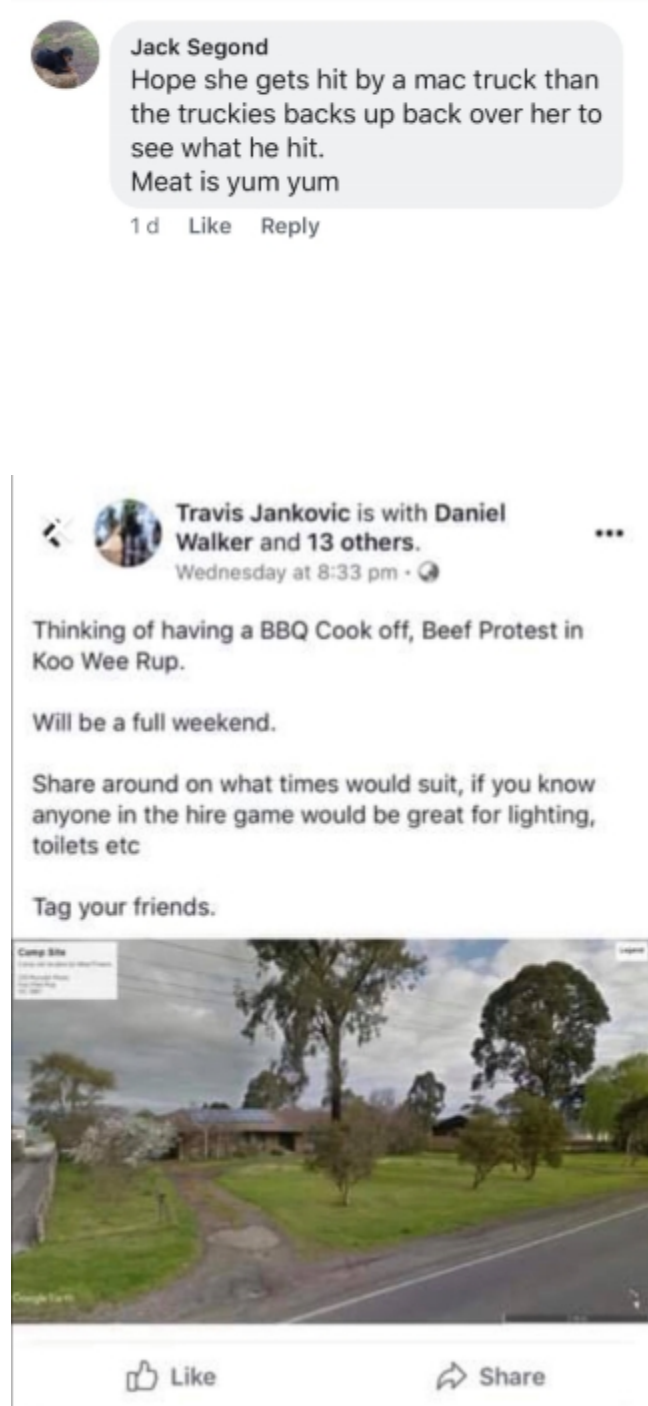 Jack Segond
Hope she gets hit by a mac truck than
the truckies backs up back over her to
see what he hit.
Meat is yum yum
1 d Like Reply
Travis Jankovic is with Daniel
Walker and 13 others.
Wednesday at 8:33 pm
Thinking of having a BBQ Cook off, Beef Protest in
Koo Wee Rup.
Will be a full weekend.
Share around on what times would suit, if you know
anyone in the hire game would be great for lighting,
toilets etc
Tag your friends.
Camp Site
Legend
Google Earth
Like Share